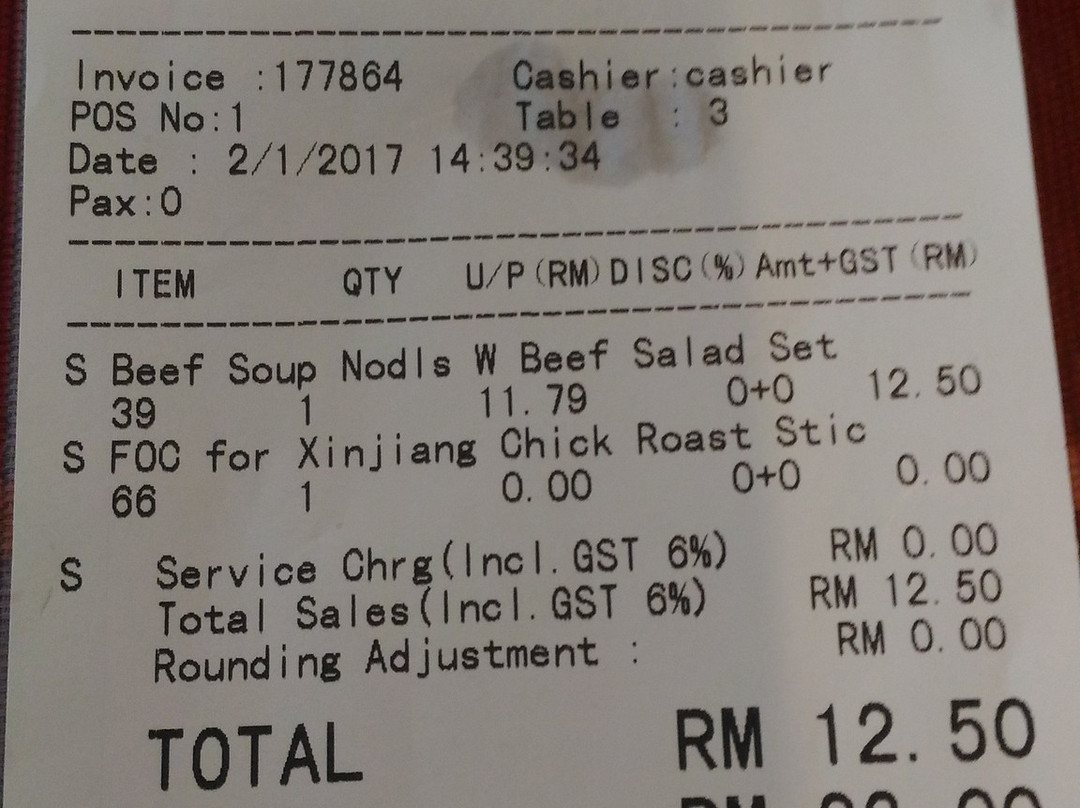 Invoice :177864 Cashier:cashier
POS No:1 Table : 3
Date : 2/1/2017 14:39:34
Pax:0
ITEM QTY U/P(RM) DISC(%) Amt+GST(RM)
S Beef Soup Nodls W Beef Salad Set
39 1 11.79 0+0 12.50
S FOC for Xinjiang Chick Roast Stic
66 1 0.00 0+0 0.00
S Service Chrg(Incl.GST 6%) RM 0.00
Total Sales(Incl.GST 6%) RM 12.50
Rounding Adjustment : RM 0.00
TOTAL RM 12.50